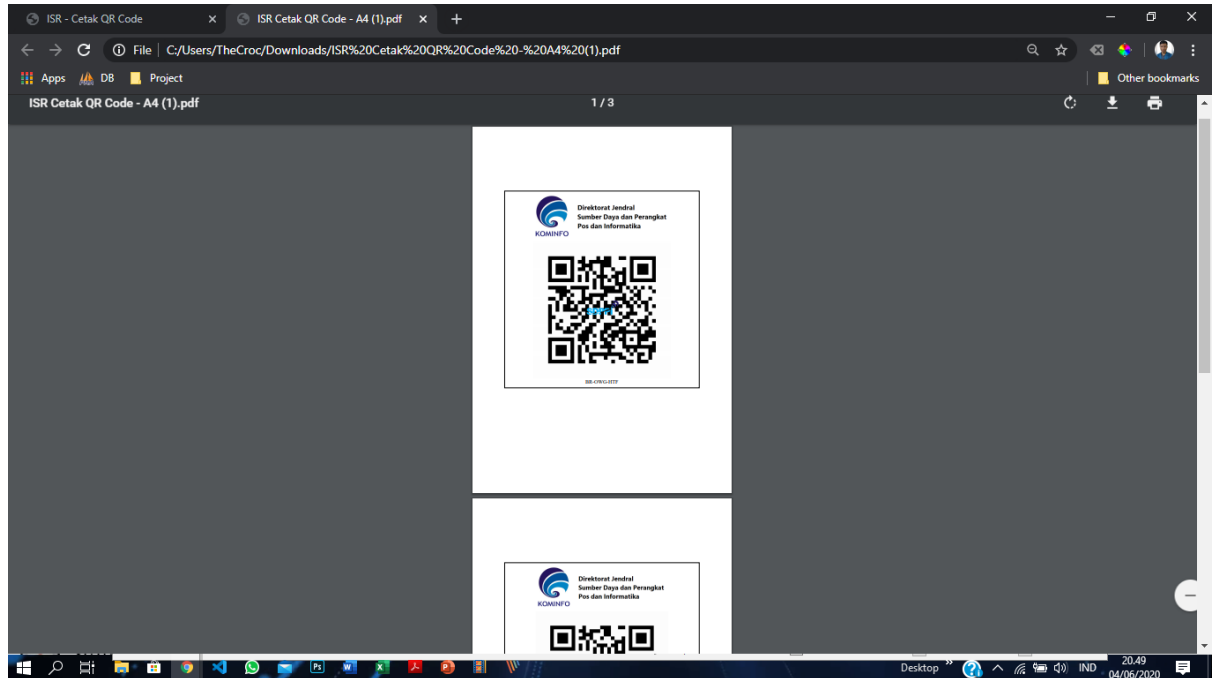 ISR - Cetak QR Code
ISR Cetak QR Code - A4 (1).pdf
File | C:/Users/TheCroc/Downloads/ISR%20Cetak%20QR%20Code%20-%20A4%20(1).pdf
Apps DB Project Other bookmarks
ISR Cetak QR Code - A4 (1).pdf 1 / 3
Direktorat Jendral
Sumber Daya dan Perangkat
Pos dan Informatika
KOMINFO
Direktorat Jendral
Sumber Daya dan Perangkat
Pos dan Informatika
KOMINFO
Desktop IND 20.49
04/06/2020